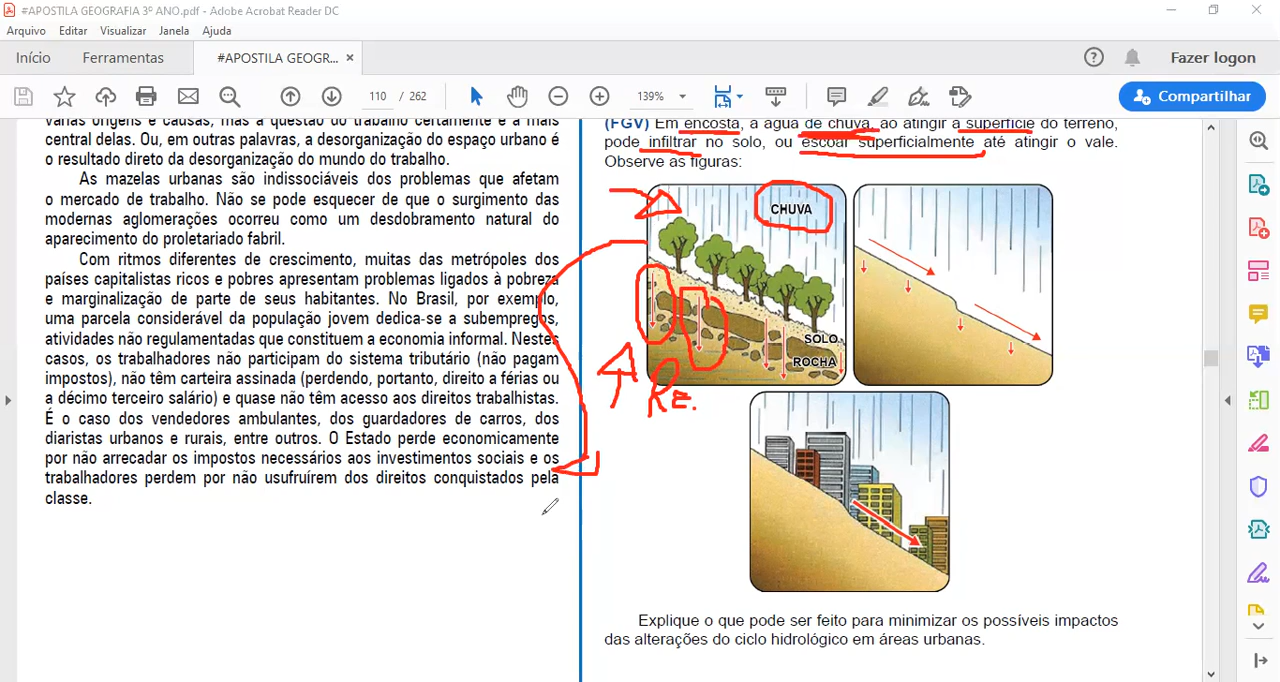 #APOSTILA GEOGRAFIA 3º ANO.pdf - Adobe Acrobat Reader DC
Arquivo Editar Visualizar Janela Ajuda
Início Ferramentas #APOSTILA GEOGR... ×
110 / 262 139% Fazer logon
Compartilhar
várias origens e causas, mas a questão do trabalho certamente é a mais
central delas. Ou, em outras palavras, a desorganização do espaço urbano é
o resultado direto da desorganização do mundo do trabalho.
As mazelas urbanas são indissociáveis dos problemas que afetam
o mercado de trabalho. Não se pode esquecer de que o surgimento das
modernas aglomerações ocorreu como um desdobramento natural do
aparecimento do proletariado fabril.
Com ritmos diferentes de crescimento, muitas das metrópoles dos
países capitalistas ricos e pobres apresentam problemas ligados à pobreza
e marginalização de parte de seus habitantes. No Brasil, por exemplo,
uma parcela considerável da população jovem dedica-se a subempregos,
atividades não regulamentadas que constituem a economia informal. Nestes
casos, os trabalhadores não participam do sistema tributário (não pagam
impostos), não têm carteira assinada (perdendo, portanto, direito a férias ou
a décimo terceiro salário) e quase não têm acesso aos direitos trabalhistas.
É o caso dos vendedores ambulantes, dos guardadores de carros, dos
diaristas urbanos e rurais, entre outros. O Estado perde economicamente
por não arrecadar os impostos necessários aos investimentos sociais e os
trabalhadores perdem por não usufruírem dos direitos conquistados pela
classe.
(FGV) Em encosta, a água de chuva, ao atingir a superfície do terreno,
pode infiltrar no solo, ou escoar superficialmente até atingir o vale.
Observe as figuras:
CHUVA
SOLO
ROCHA
RE.
Explique o que pode ser feito para minimizar os possíveis impactos
das alterações do ciclo hidrológico em áreas urbanas.